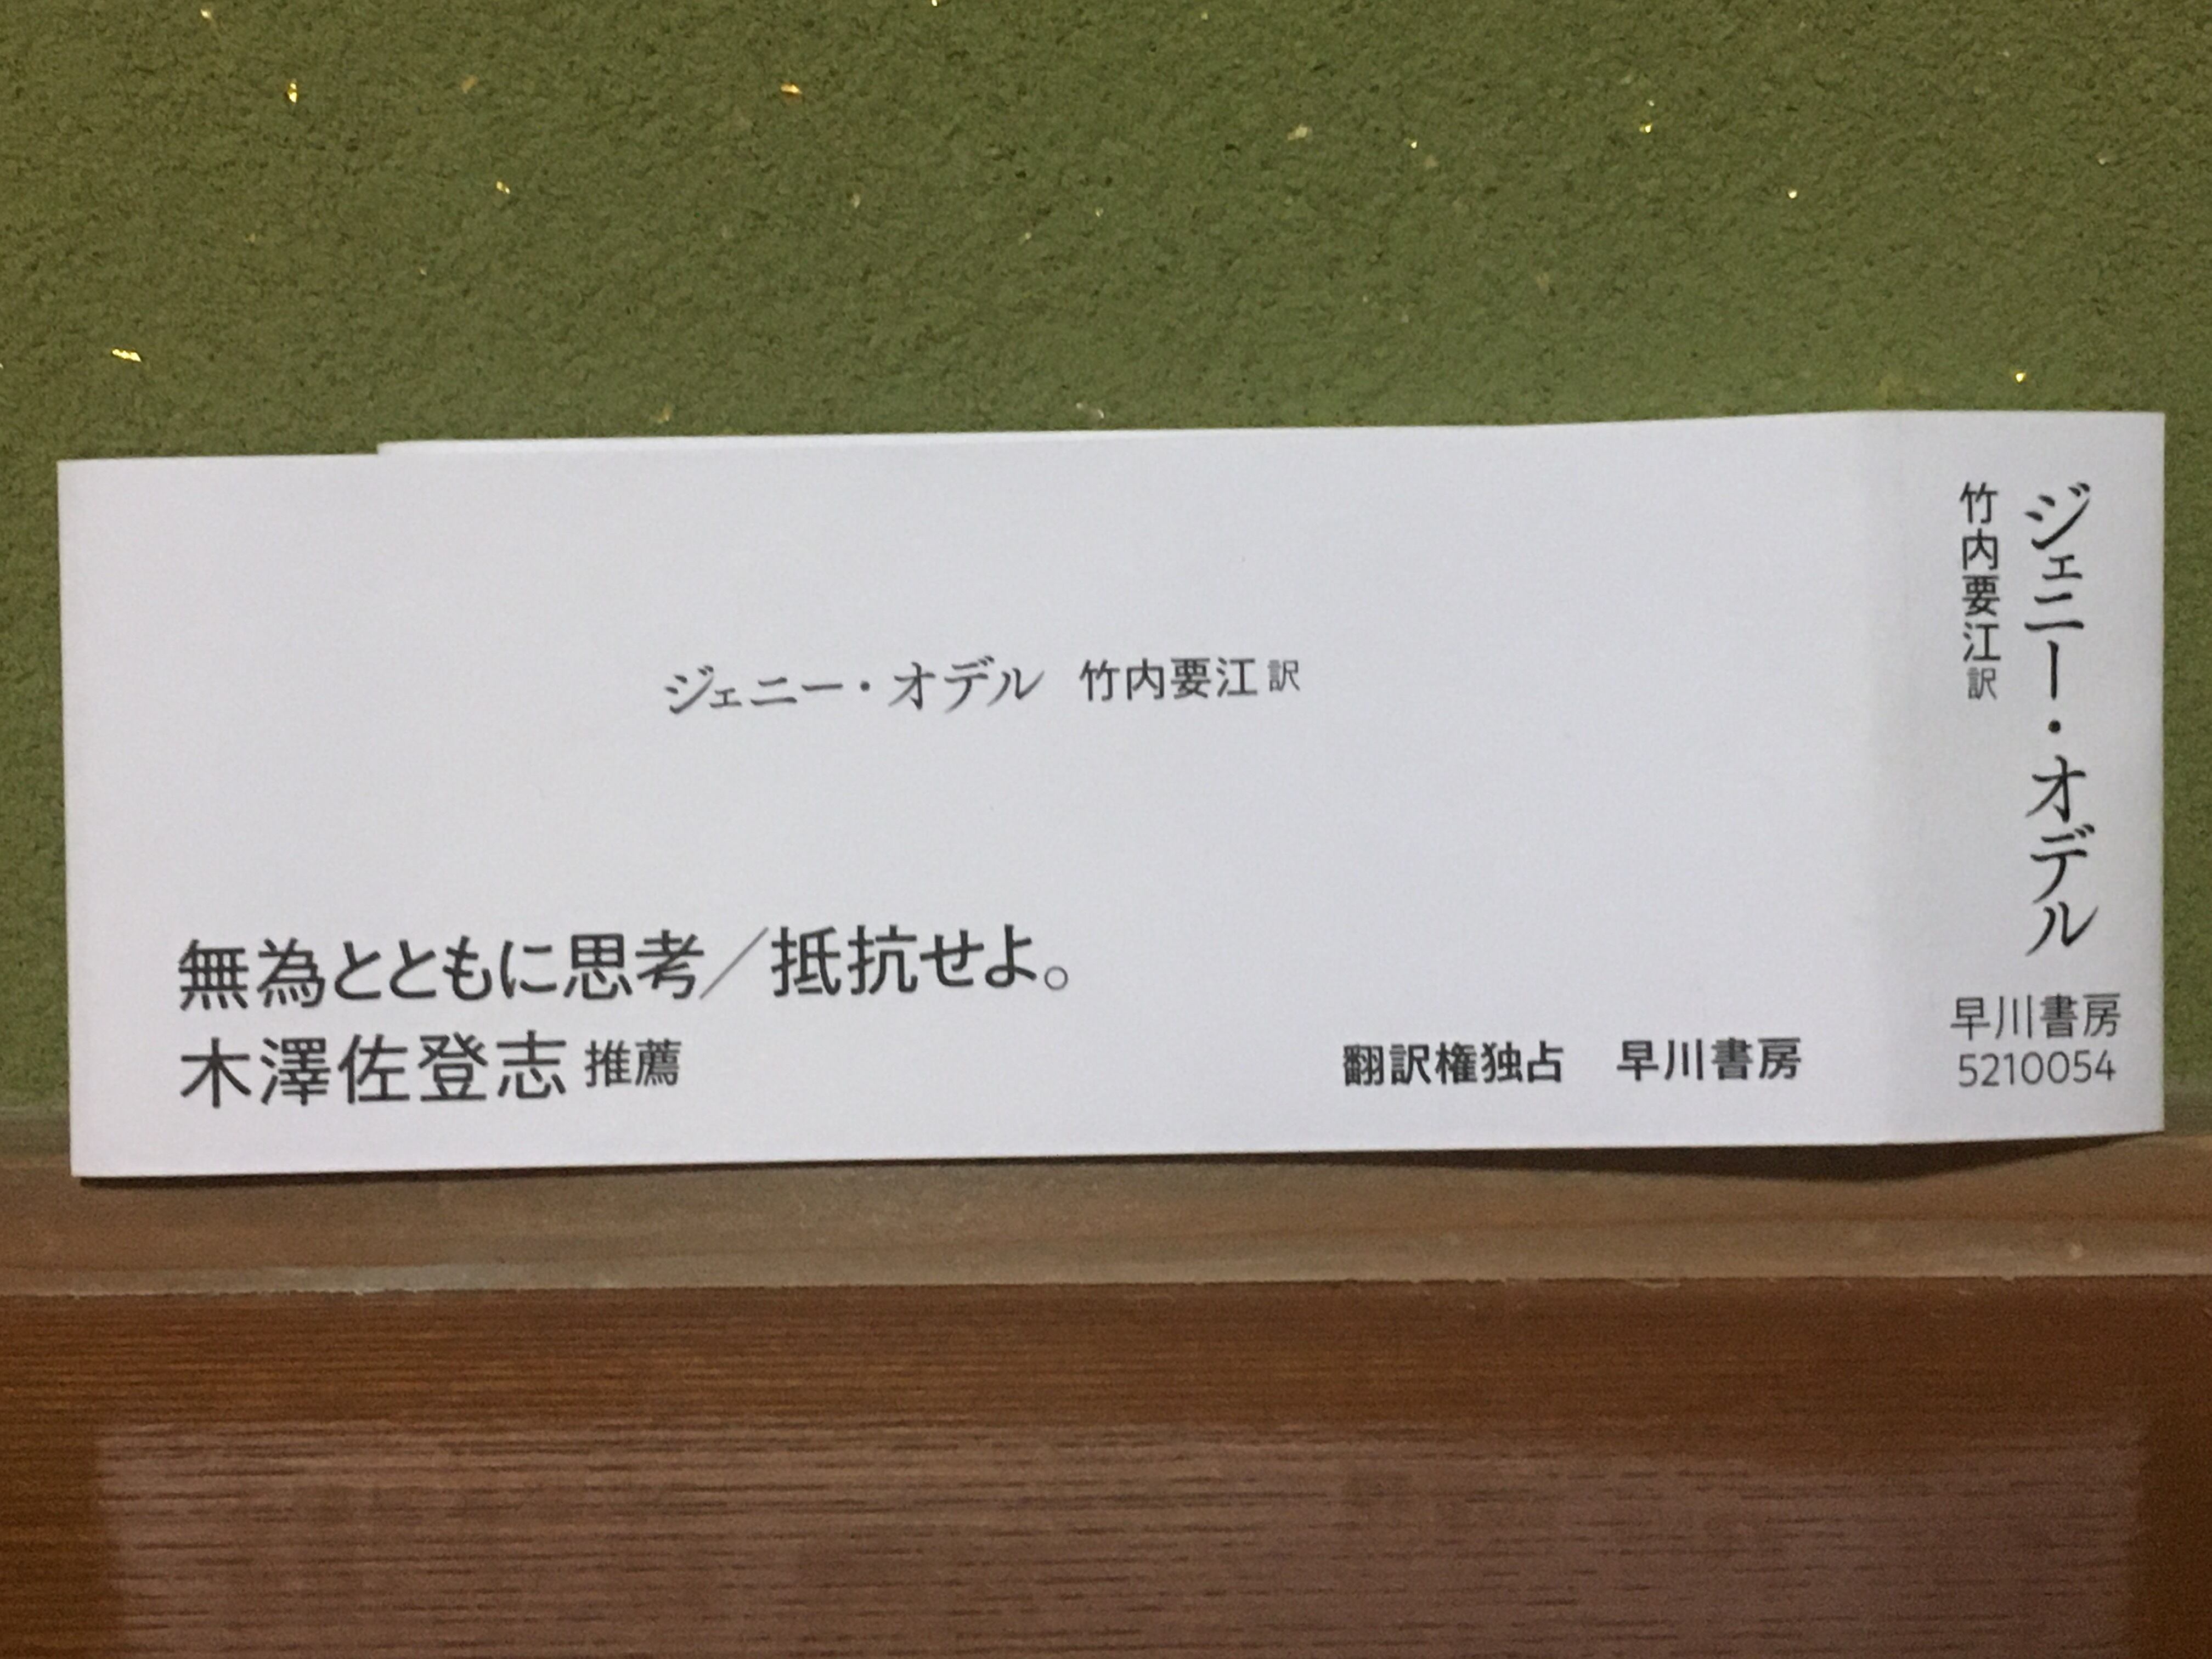 ジェニー・オデル 竹内要江 訳
無為とともに思考／抵抗せよ。
木澤佐登志 推薦
翻訳権独占　早川書房
ジェニー・オデル
竹内要江 訳
早川書房
5210054